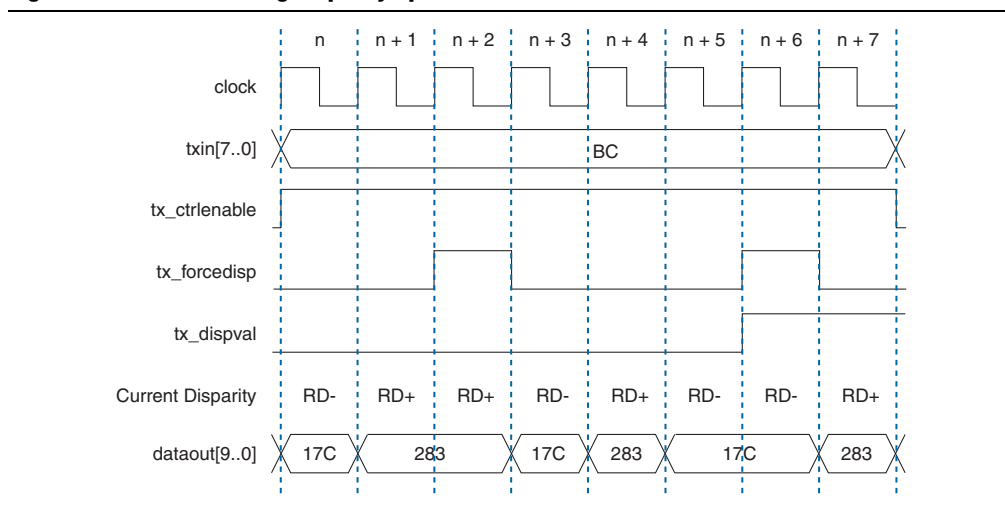 n n + 1 n + 2 n + 3 n + 4 n + 5 n + 6 n + 7
clock
txin[7..0] BC
tx_ctrlenable
tx_forcedisp
tx_dispval
Current Disparity RD- RD+ RD+ RD- RD+ RD- RD- RD+
dataout[9..0] 17C 283 17C 283 17C 283